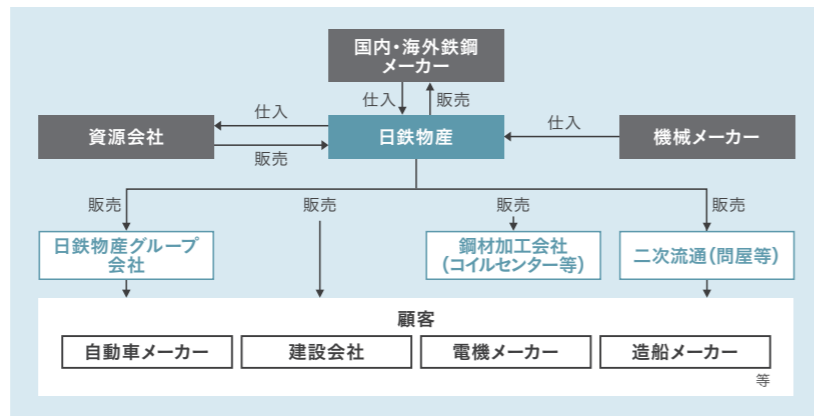 国内・海外鉄鋼
メーカー
仕入
販売
資源会社
仕入
販売
日鉄物産
仕入
機械メーカー
販売
販売
販売
販売
日鉄物産グループ
会社
鋼材加工会社
(コイルセンター等)
二次流通(問屋等)
顧客
自動車メーカー
建設会社
電機メーカー
造船メーカー
等